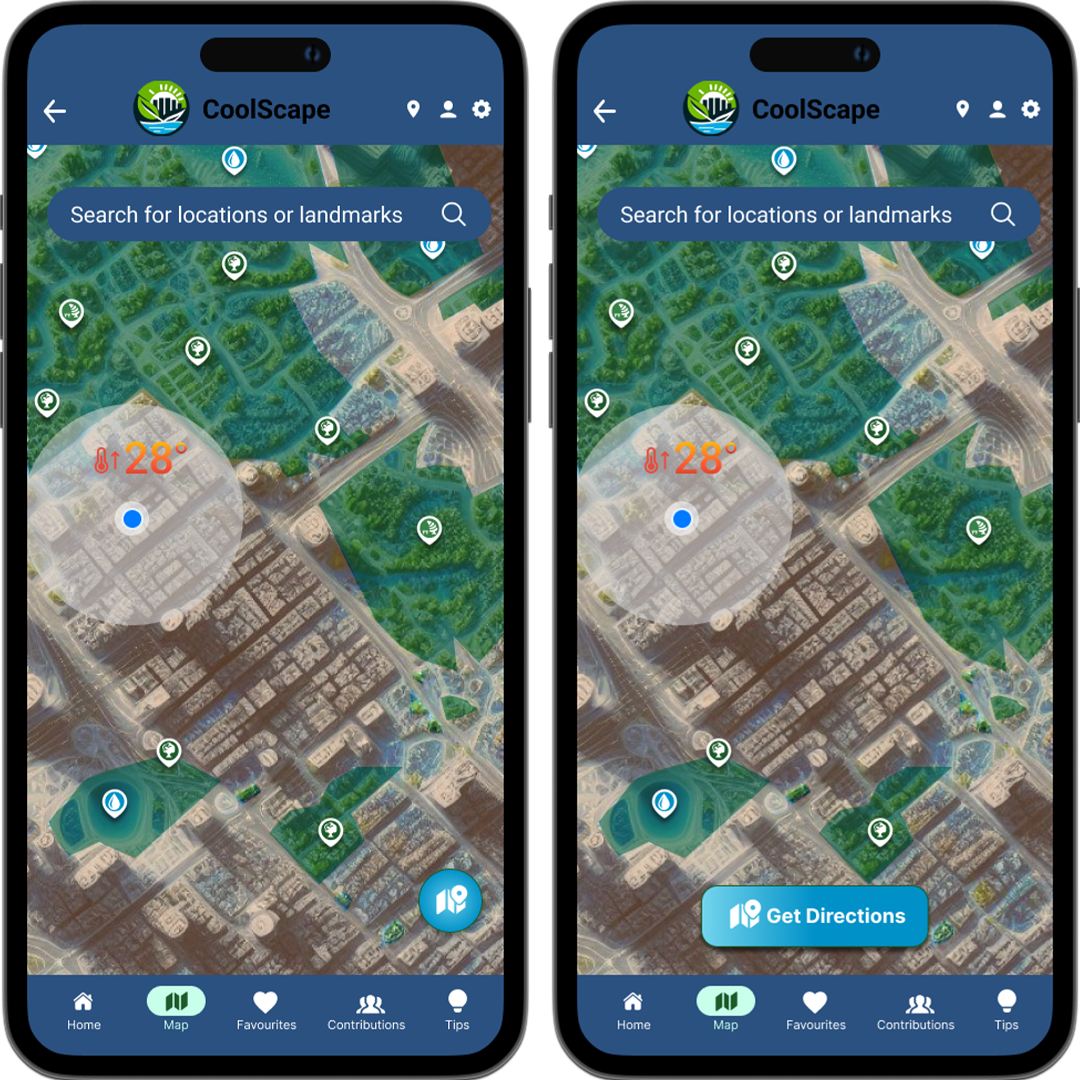 CoolScape
Search for locations or landmarks
28°
Home
Map
Favourites
Contributions
Tips
CoolScape
Search for locations or landmarks
28°
Get Directions
Home
Map
Favourites
Contributions
Tips